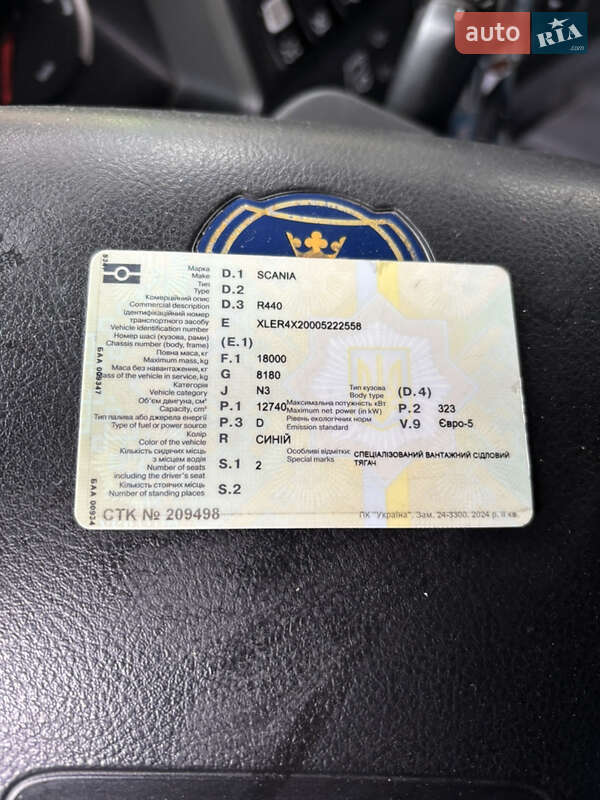 auto RIA.com
Марка
Make D.1 SCANIA
Тип
Type D.2
Комерційний опис
Commercial description D.3 R440
Ідентифікаційний номер
транспортного засобу
Vehicle identification number E XLER4X20005222558
Номер шасі (кузова, рами)
Chassis number (body, frame) (E.1)
Повна маса, кг
Maximum mass, kg F.1 18000
Маса без навантаження, кг
Mass of the vehicle in service, kg G 8180
Категорія
Vehicle category J N3
Тип кузова
Body type (D.4)
Об'єм двигуна, см³
Capacity, cm³ P.1 12740
Максимальна потужність кВт
Maximum net power (in kW) P.2 323
Тип палива або джерела енергії
Type of fuel or power source P.3 D
Рівень екологічних норм
Emission standard V.9 Євро-5
Колір
Color of the vehicle R СИНІЙ
Кількість сидячих місць
з місцем водія
Number of seats
including the driver's seat S.1 2
Особливі відмітки:
Special marks СПЕЦІАЛІЗОВАНИЙ ВАНТАЖНИЙ СІДЛОВИЙ
ТЯГАЧ
Кількість стоячих місць
Number of standing places S.2
СТК № 209498
ПК "Україна". Зам. 24-3300. 2024 р. ІІ кв.